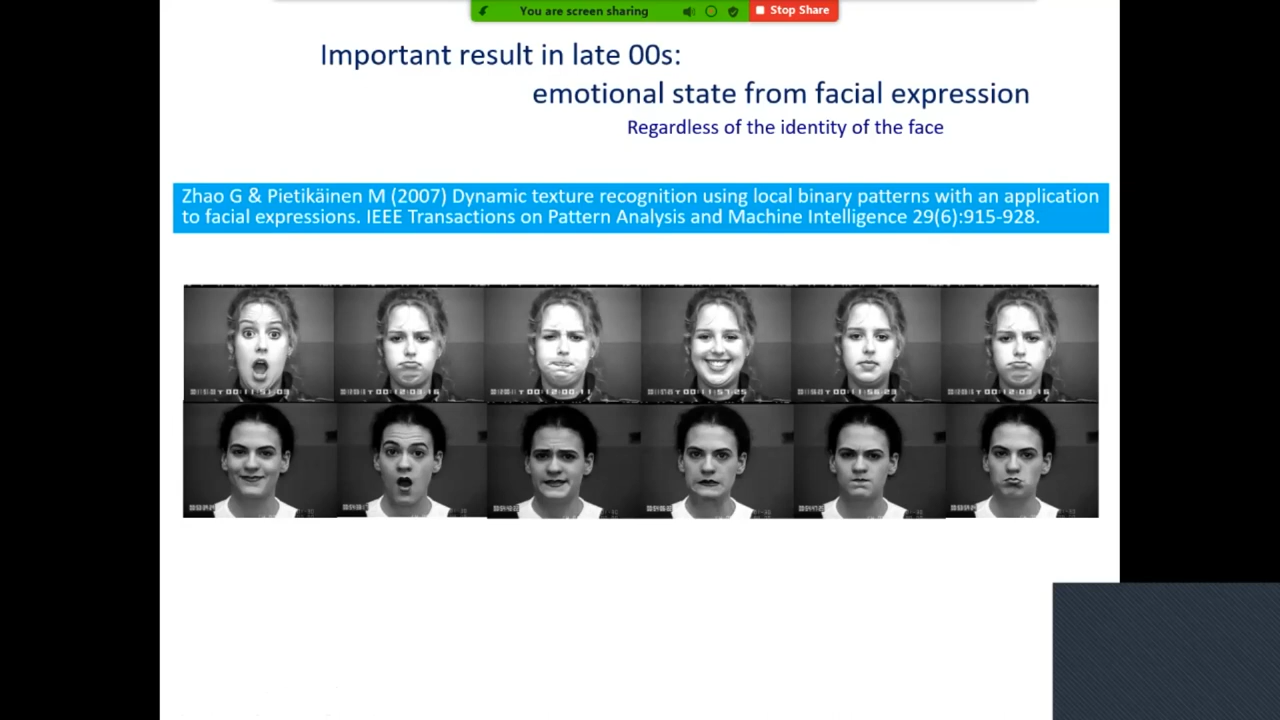 You are screen sharing
Stop Share
Important result in late 00s:
emotional state from facial expression
Regardless of the identity of the face
Zhao G & Pietikäinen M (2007) Dynamic texture recognition using local binary patterns with an application
to facial expressions. IEEE Transactions on Pattern Analysis and Machine Intelligence 29(6):915-928.